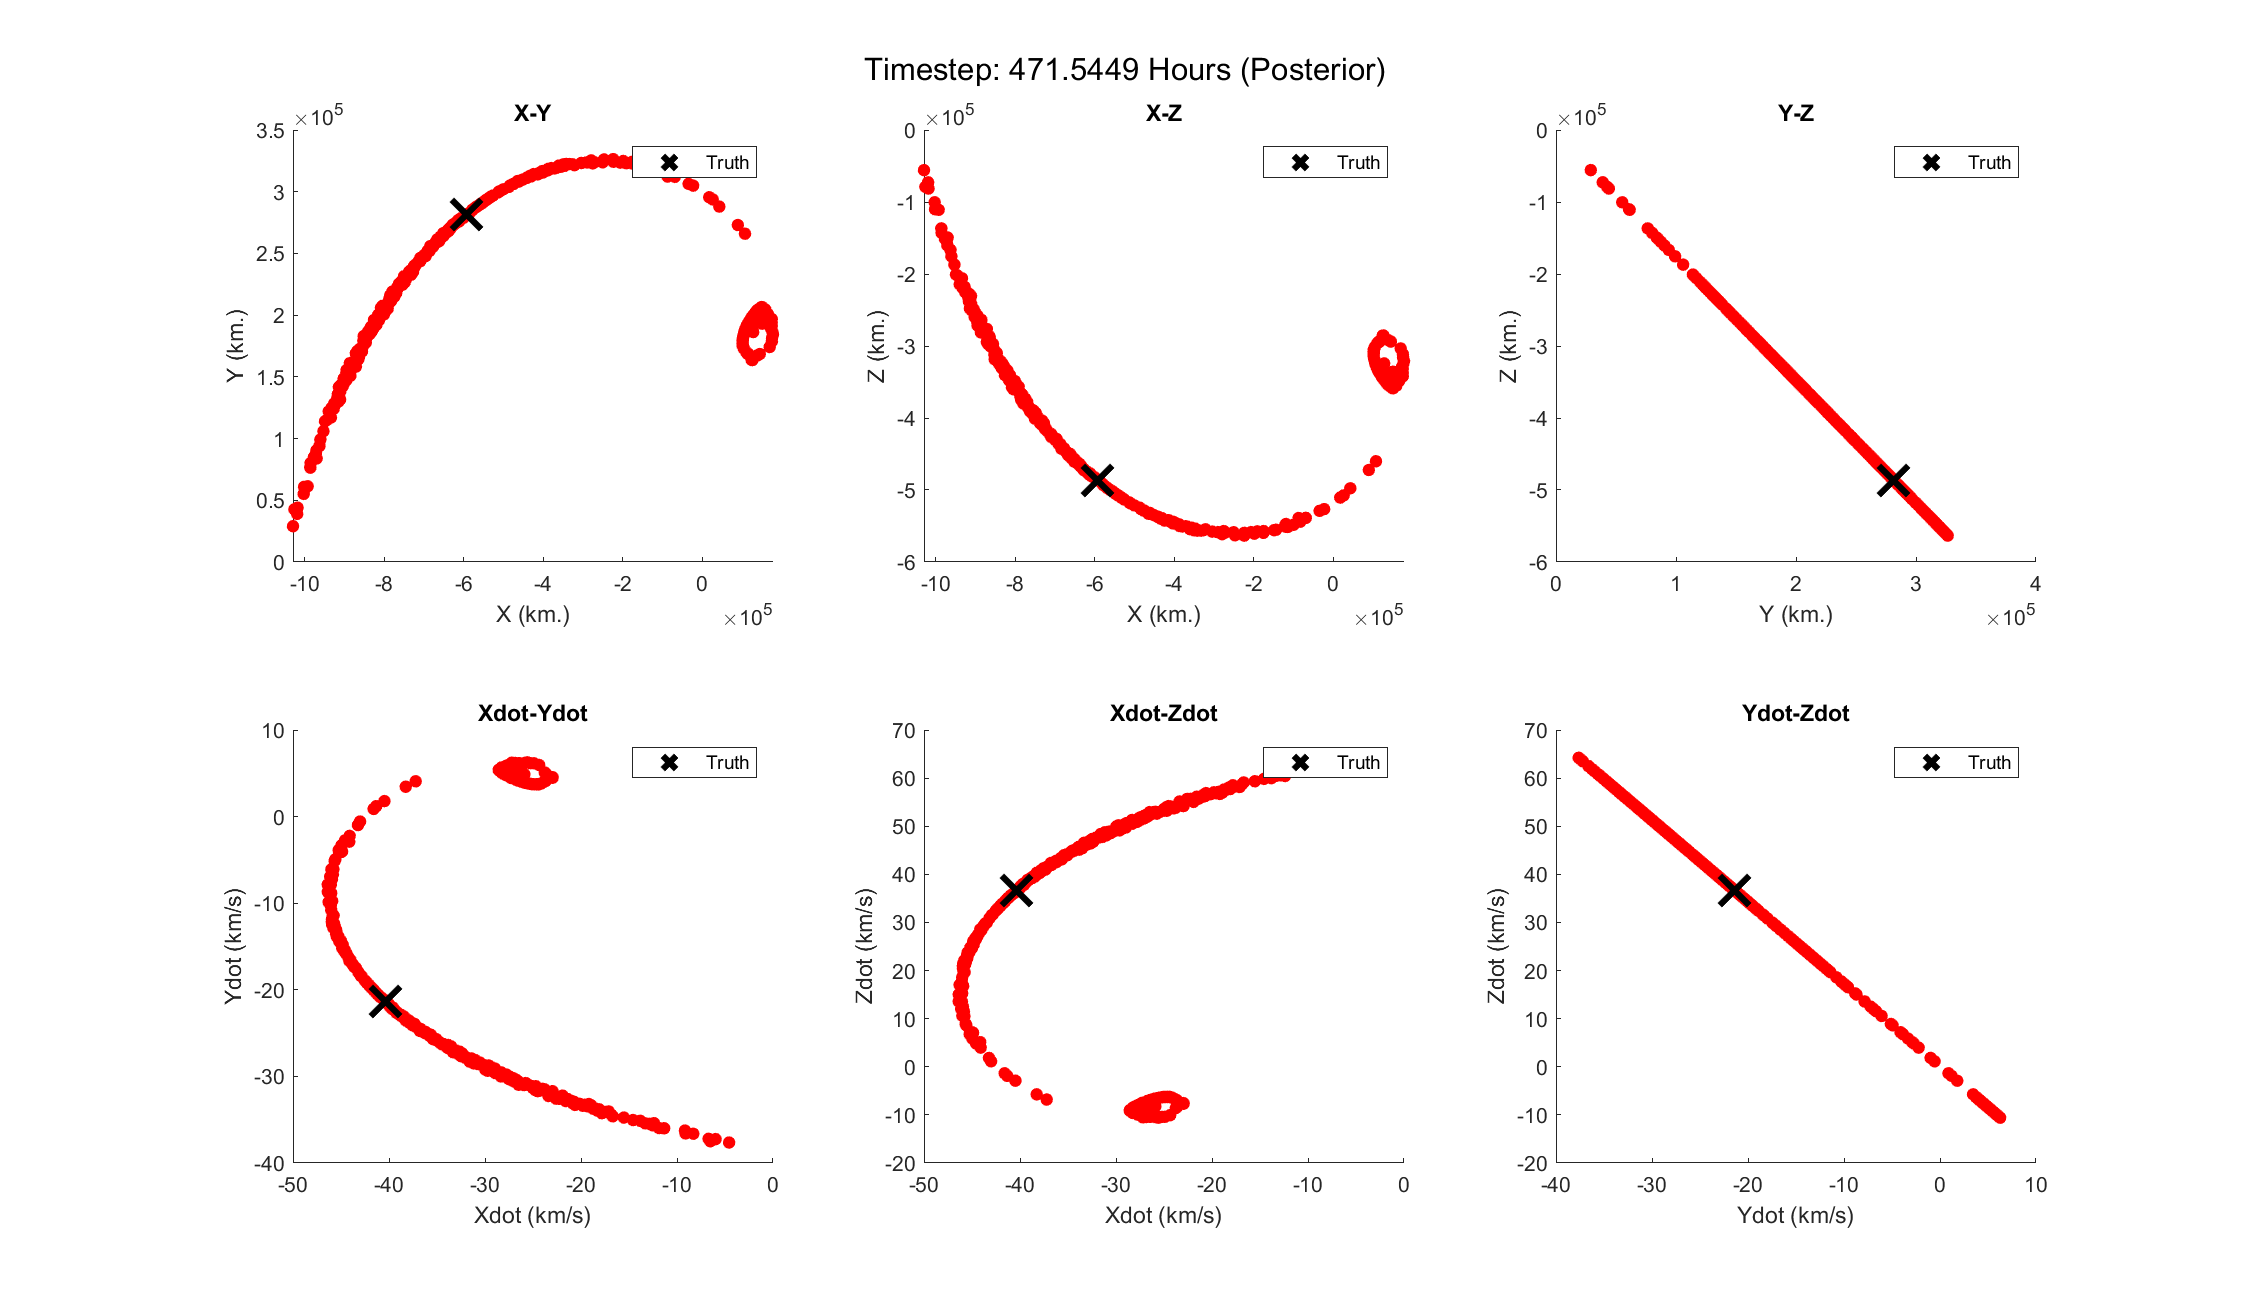 Timestep: 471.5449 Hours (Posterior)
X-Y
×10^5
3.5
3
2.5
2
1.5
1
0.5
0
Y (km.)
-10 -8 -6 -4 -2 0
X (km.)
×10^5
Truth
X-Z
×10^5
0
-1
-2
-3
-4
-5
-6
Z (km.)
-10 -8 -6 -4 -2 0
X (km.)
×10^5
Truth
Y-Z
×10^5
0
-1
-2
-3
-4
-5
-6
Z (km.)
0 1 2 3 4
Y (km.)
×10^5
Truth
Xdot-Ydot
10
0
-10
-20
-30
-40
Ydot (km/s)
-50 -40 -30 -20 -10 0
Xdot (km/s)
Truth
Xdot-Zdot
70
60
50
40
30
20
10
0
-10
-20
Zdot (km/s)
-50 -40 -30 -20 -10 0
Xdot (km/s)
Truth
Ydot-Zdot
70
60
50
40
30
20
10
0
-10
-20
Zdot (km/s)
-40 -30 -20 -10 0 10
Ydot (km/s)
Truth